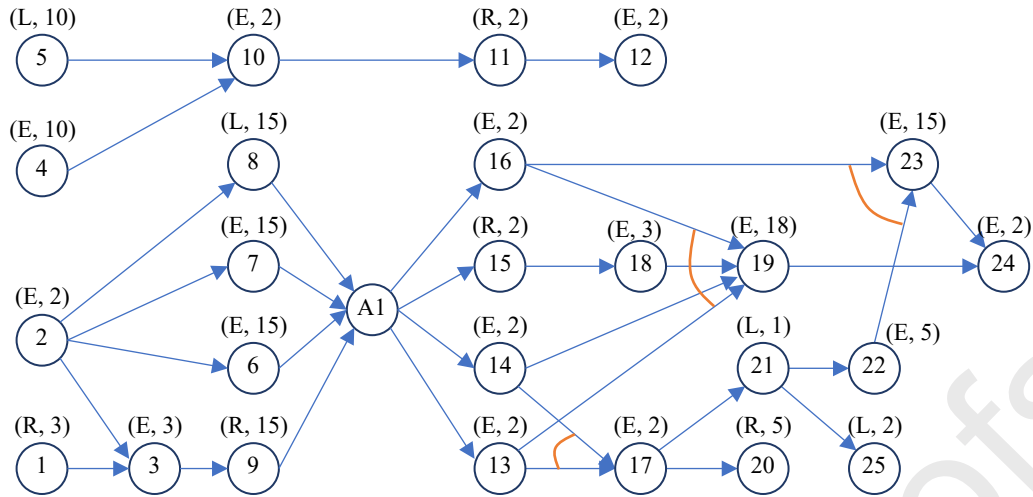 (L, 10) (E, 2) (R, 2) (E, 2)
5 10 11 12
(E, 10) (L, 15) (E, 2) (E, 15)
4 8 16 23
(E, 15) (R, 2) (E, 3) (E, 18) (E, 2)
7 15 18 19 24
(E, 2) A1
2 (E, 15) (E, 2) (L, 1) (E, 5)
6 14 21 22
(R, 3) (E, 3) (R, 15) (E, 2) (E, 2) (R, 5) (L, 2)
1 3 9 13 17 20 25